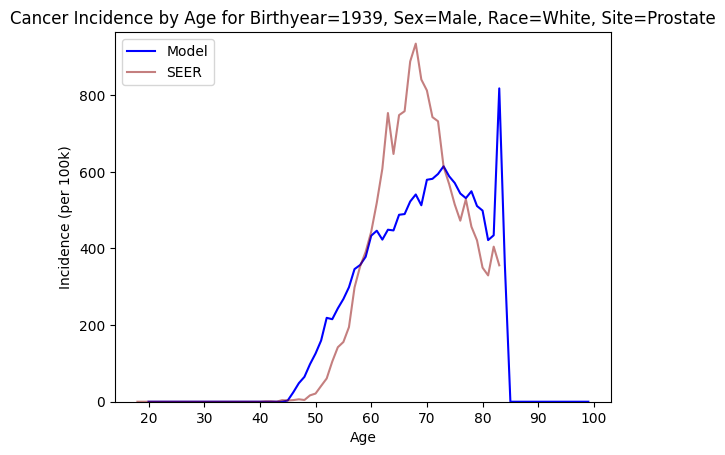 Cancer Incidence by Age for Birthyear=1939, Sex=Male, Race=White, Site=Prostate
Model
SEER
800
600
400
200
0
Incidence (per 100k)
20 30 40 50 60 70 80 90 100
Age